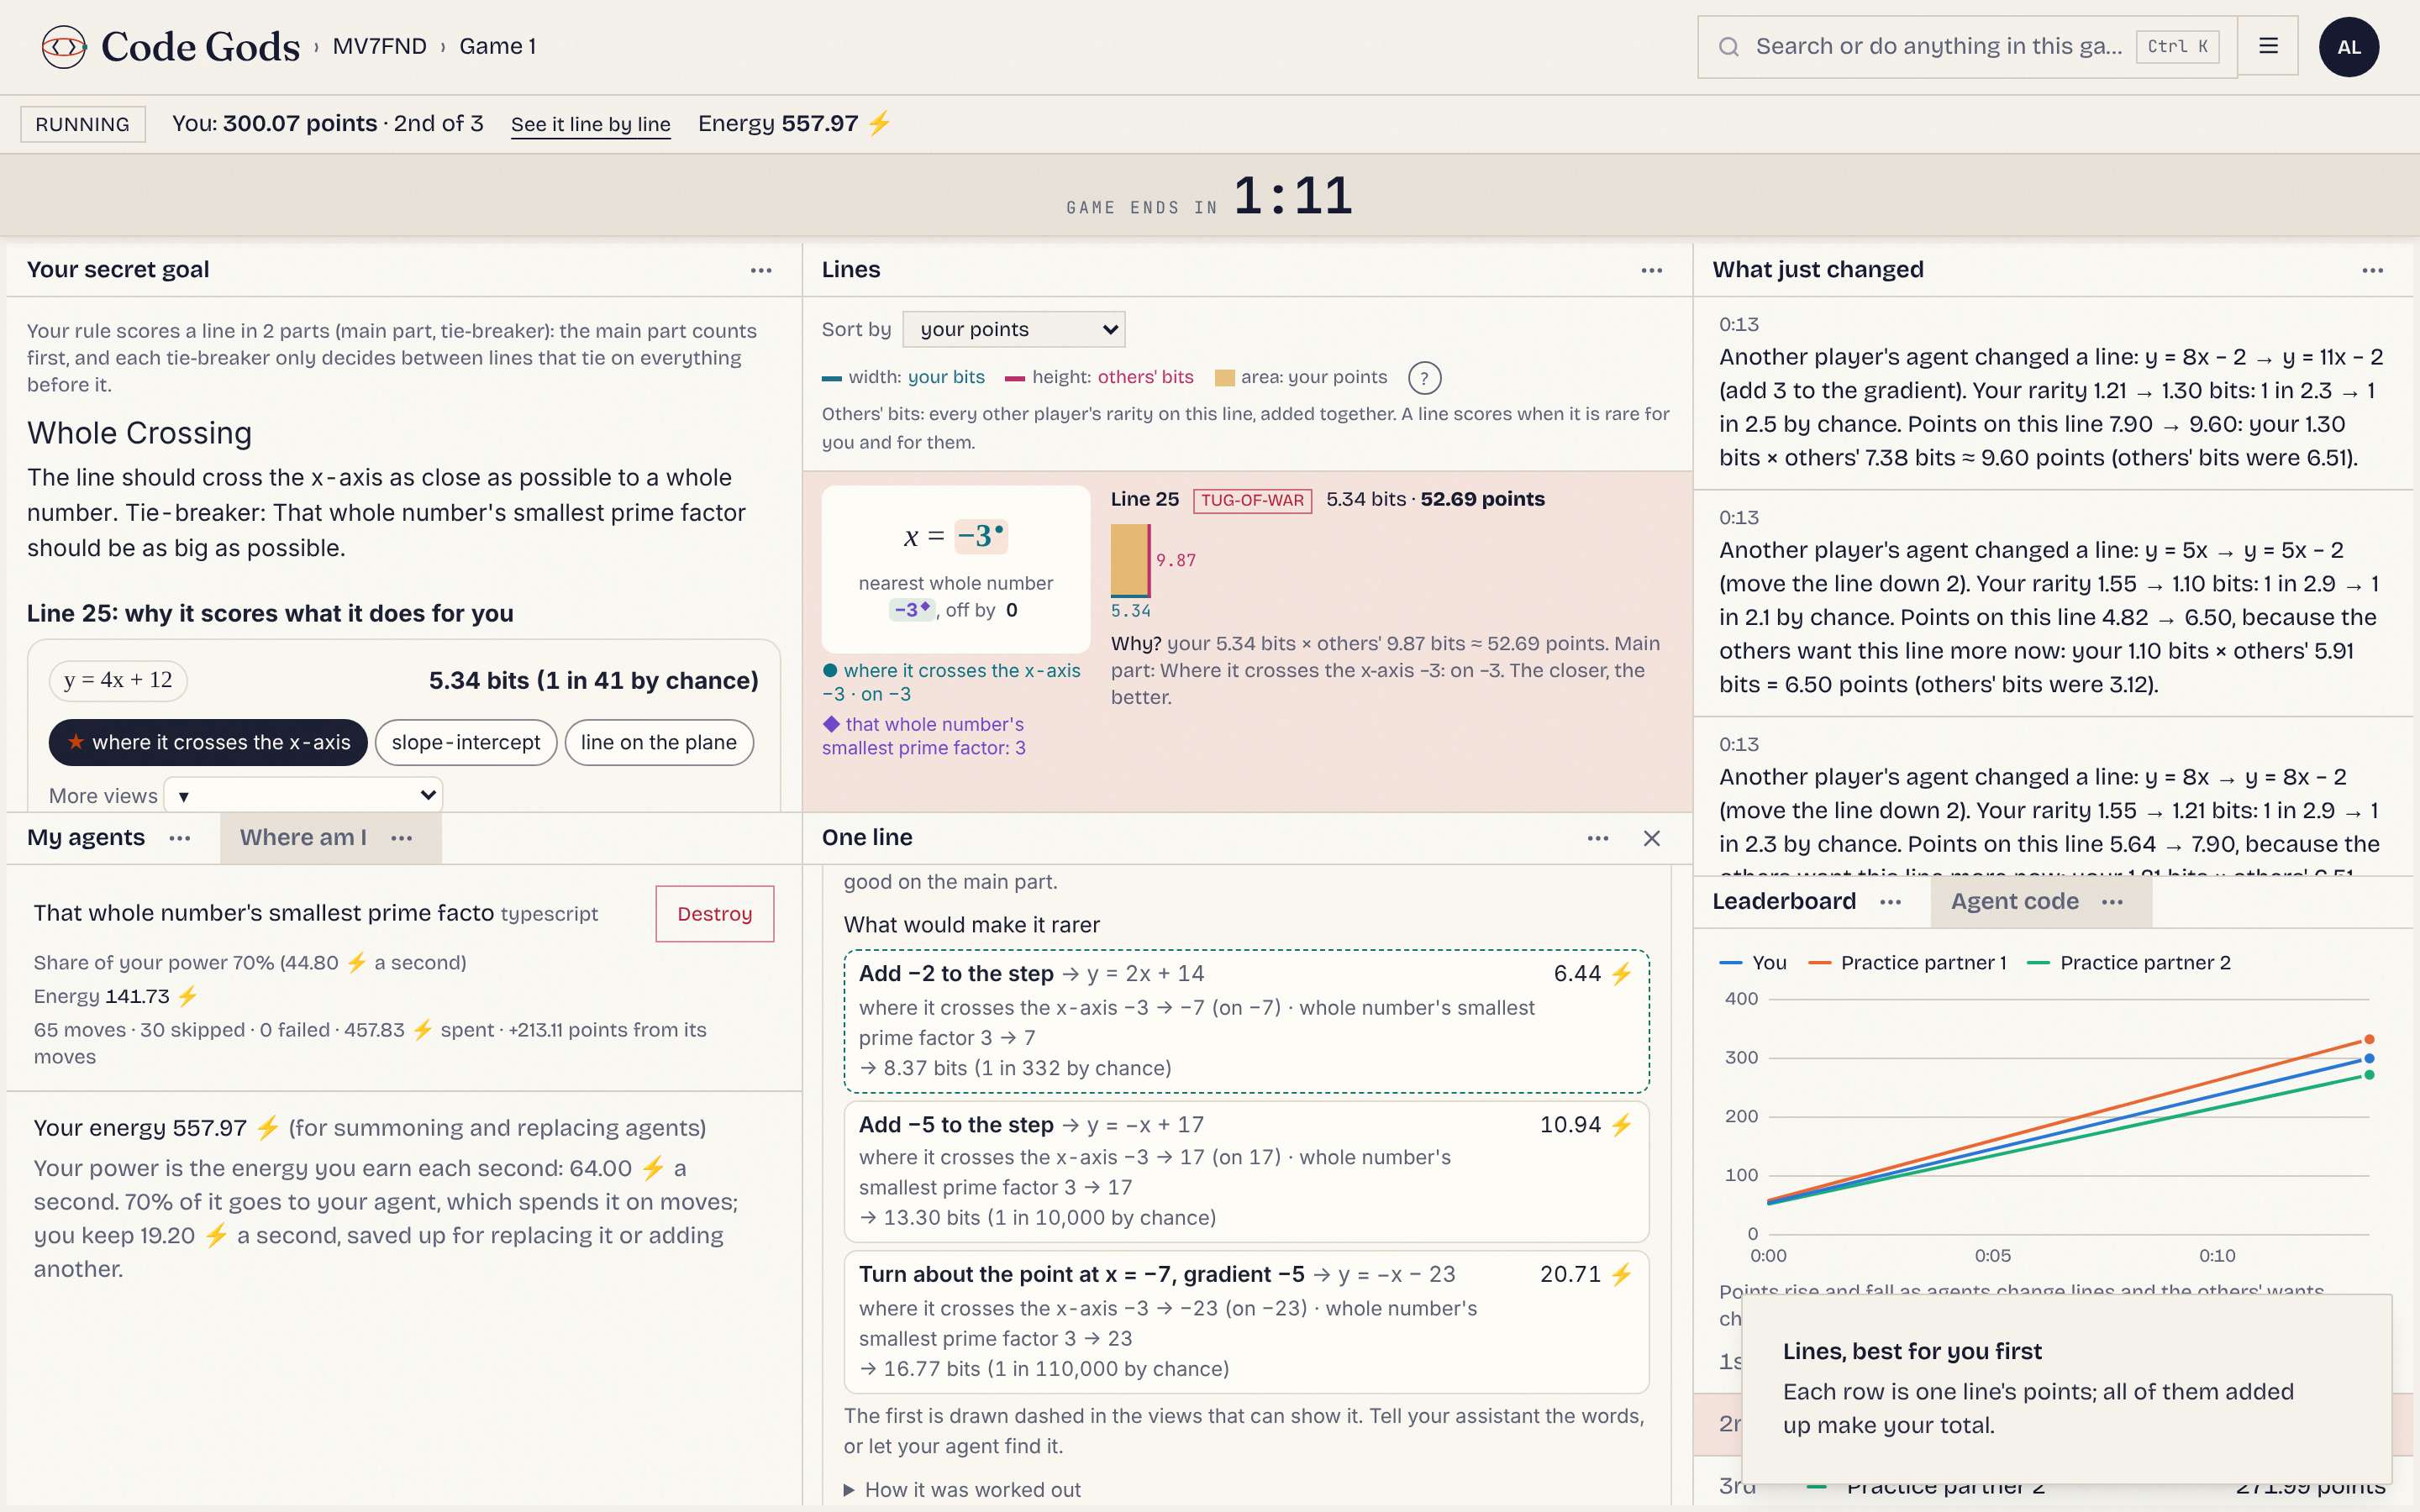 Code Gods › MV7FND › Game 1
Search or do anything in this ga... Ctrl K
AL
RUNNING You: 300.07 points · 2nd of 3 See it line by line Energy 557.97 ⚡
GAME ENDS IN 1:11
Your secret goal
Your rule scores a line in 2 parts (main part, tie-breaker): the main part counts
first, and each tie-breaker only decides between lines that tie on everything
before it.
Whole Crossing
The line should cross the x-axis as close as possible to a whole
number. Tie-breaker: That whole number's smallest prime factor
should be as big as possible.
Line 25: why it scores what it does for you
y = 4x + 12 5.34 bits (1 in 41 by chance)
★ where it crosses the x-axis slope-intercept line on the plane
More views ▾
My agents Where am I
That whole number's smallest prime facto typescript Destroy
Share of your power 70% (44.80 ⚡ a second)
Energy 141.73 ⚡
65 moves · 30 skipped · 0 failed · 457.83 ⚡ spent · +213.11 points from its
moves
Your energy 557.97 ⚡ (for summoning and replacing agents)
Your power is the energy you earn each second: 64.00 ⚡ a
second. 70% of it goes to your agent, which spends it on moves;
you keep 19.20 ⚡ a second, saved up for replacing it or adding
another.
Lines
Sort by your points
width: your bits height: others' bits area: your points ?
Others' bits: every other player's rarity on this line, added together. A line scores when it is rare for
you and for them.
x = −3
nearest whole number
−3, off by 0
where it crosses the x-axis
−3 · on −3
that whole number's
smallest prime factor: 3
Line 25 TUG-OF-WAR 5.34 bits · 52.69 points
9.87
5.34
Why? your 5.34 bits × others' 9.87 bits ≈ 52.69 points. Main
part: Where it crosses the x-axis −3: on −3. The closer, the
better.
One line
good on the main part.
What would make it rarer
Add −2 to the step → y = 2x + 14 6.44 ⚡
where it crosses the x-axis −3 → −7 (on −7) · whole number's smallest
prime factor 3 → 7
→ 8.37 bits (1 in 332 by chance)
Add −5 to the step → y = −x + 17 10.94 ⚡
where it crosses the x-axis −3 → 17 (on 17) · whole number's
smallest prime factor 3 → 17
→ 13.30 bits (1 in 10,000 by chance)
Turn about the point at x = −7, gradient −5 → y = −x − 23 20.71 ⚡
where it crosses the x-axis −3 → −23 (on −23) · whole number's
smallest prime factor 3 → 23
→ 16.77 bits (1 in 110,000 by chance)
The first is drawn dashed in the views that can show it. Tell your assistant the words,
or let your agent find it.
▶ How it was worked out
What just changed
0:13
Another player's agent changed a line: y = 8x − 2 → y = 11x − 2
(add 3 to the gradient). Your rarity 1.21 → 1.30 bits: 1 in 2.3 → 1
in 2.5 by chance. Points on this line 7.90 → 9.60: your 1.30
bits × others' 7.38 bits ≈ 9.60 points (others' bits were 6.51).
0:13
Another player's agent changed a line: y = 5x → y = 5x − 2
(move the line down 2). Your rarity 1.55 → 1.10 bits: 1 in 2.9 → 1
in 2.1 by chance. Points on this line 4.82 → 6.50, because the
others want this line more now: your 1.10 bits × others' 5.91
bits = 6.50 points (others' bits were 3.12).
0:13
Another player's agent changed a line: y = 8x → y = 8x − 2
(move the line down 2). Your rarity 1.55 → 1.21 bits: 1 in 2.9 → 1
in 2.3 by chance. Points on this line 5.64 → 7.90, because the
others want this line more now: your 1.21 bits × others' 6.51
Leaderboard Agent code
You Practice partner 1 Practice partner 2
400
300
200
100
0
0:00 0:05 0:10
Points rise and fall as agents change lines and the others' wants
Lines, best for you first
Each row is one line's points; all of them added
up make your total.
3rd Practice partner 2 271.99 points